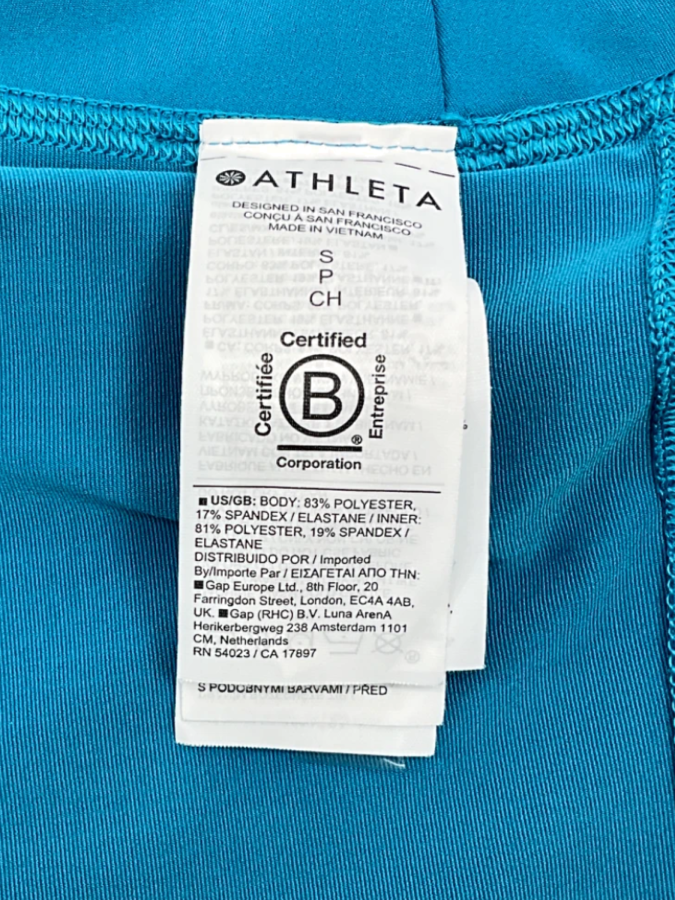 ATHLETA
DESIGNED IN SAN FRANCISCO
CONÇU À SAN FRANCISCO
MADE IN VIETNAM
S
P
CH
Certified
Certifiée
B
Entreprise
®
Corporation
US/GB: BODY: 83% POLYESTER,
17% SPANDEX / ELASTANE / INNER:
81% POLYESTER, 19% SPANDEX /
ELASTANE
DISTRIBUIDO POR / Imported
By/Importe Par / ΕΙΣΑΓΕΤΑΙ ΑΠΟ ΤΗΝ:
Gap Europe Ltd., 8th Floor, 20
Farringdon Street, London, EC4A 4AB,
UK. Gap (RHC) B.V. Luna ArenA
Herikerbergweg 238 Amsterdam 1101
CM, Netherlands
RN 54023 / CA 17897
S PODOBNÝMI BARVAMI / PŘED